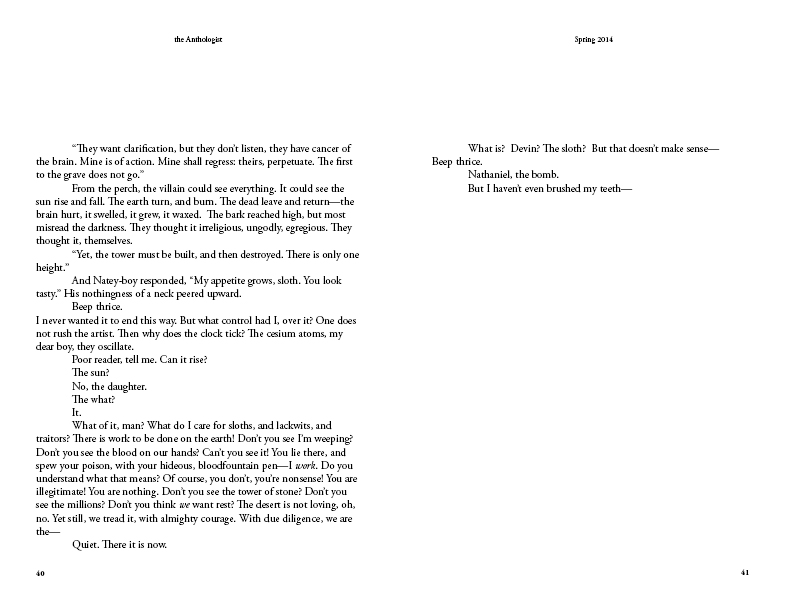 the Anthologist
“They want clarification, but they don’t listen, they have cancer of
the brain. Mine is of action. Mine shall regress: theirs, perpetuate. The first
to the grave does not go.”
From the perch, the villain could see everything. It could see the
sun rise and fall. The earth turn, and burn. The dead leave and return—the
brain hurt, it swelled, it grew, it waxed.  The bark reached high, but most
misread the darkness. They thought it irreligious, ungodly, egregious. They
thought it, themselves.
“Yet, the tower must be built, and then destroyed. There is only one
height.”
And Natey-boy responded, “My appetite grows, sloth. You look
tasty.” His nothingness of a neck peered upward.
Beep thrice.
I never wanted it to end this way. But what control had I, over it? One does
not rush the artist. Then why does the clock tick? The cesium atoms, my
dear boy, they oscillate.
Poor reader, tell me. Can it rise?
The sun?
No, the daughter.
The what?
It.
What of it, man? What do I care for sloths, and lackwits, and
traitors? There is work to be done on the earth! Don’t you see I’m weeping?
Don’t you see the blood on our hands? Can’t you see it! You lie there, and
spew your poison, with your hideous, bloodfountain pen—I work. Do you
understand what that means? Of course, you don’t, you’re nonsense! You are
illegitimate! You are nothing. Don’t you see the tower of stone? Don’t you
see the millions? Don’t you think we want rest? The desert is not loving, oh,
no. Yet still, we tread it, with almighty courage. With due diligence, we are
the—
Quiet. There it is now.
40
Spring 2014
What is?  Devin? The sloth?  But that doesn’t make sense—
Beep thrice.
Nathaniel, the bomb.
But I haven’t even brushed my teeth—
41